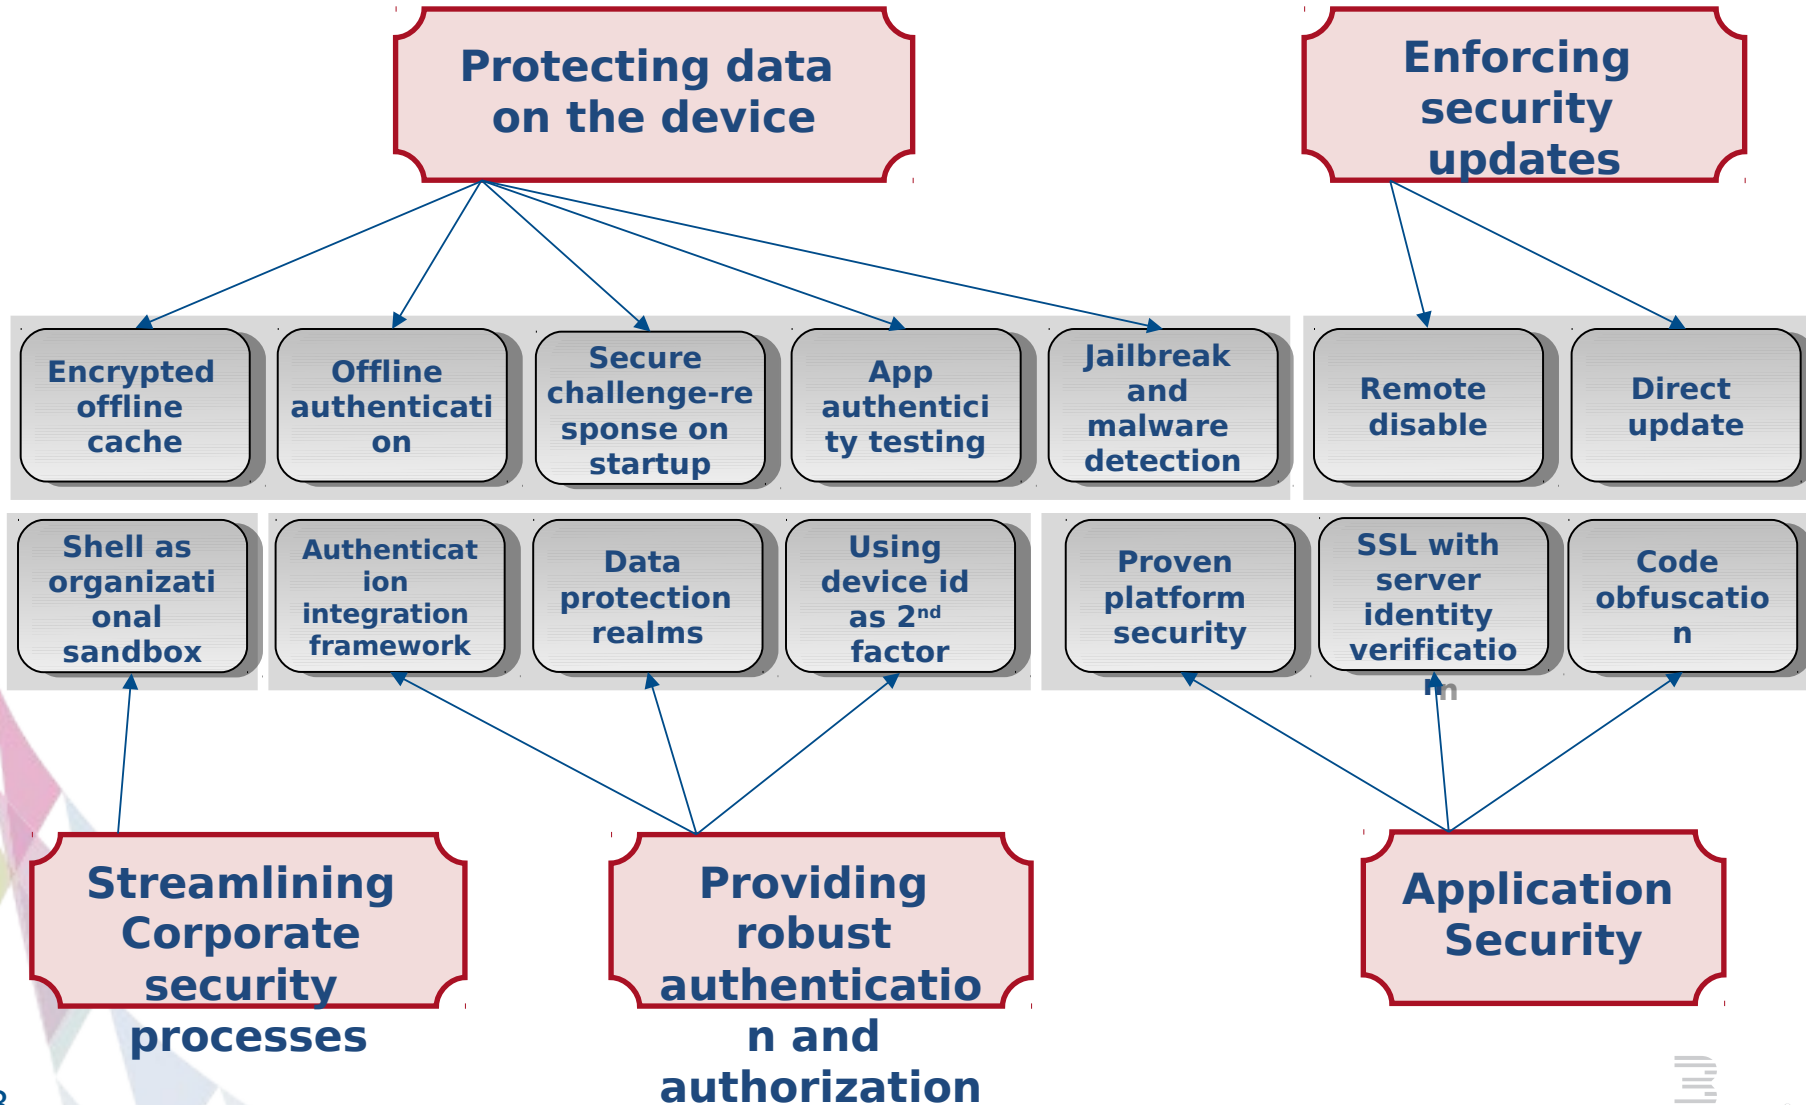 Protecting data
on the device
Enforcing
security
updates
Encrypted
offline
cache
Offline
authenticati
on
Secure
challenge-re
sponse on
startup
App
authentici
ty testing
Jailbreak
and
malware
detection
Remote
disable
Direct
update
Shell as
organizati
onal
sandbox
Authenticat
ion
integration
framework
Data
protection
realms
Using
device id
as 2nd
factor
Proven
platform
security
SSL with
server
identity
verificatio
n
Code
obfuscatio
n
Streamlining
Corporate
security
processes
Providing
robust
authenticatio
n and
authorization
Application
Security